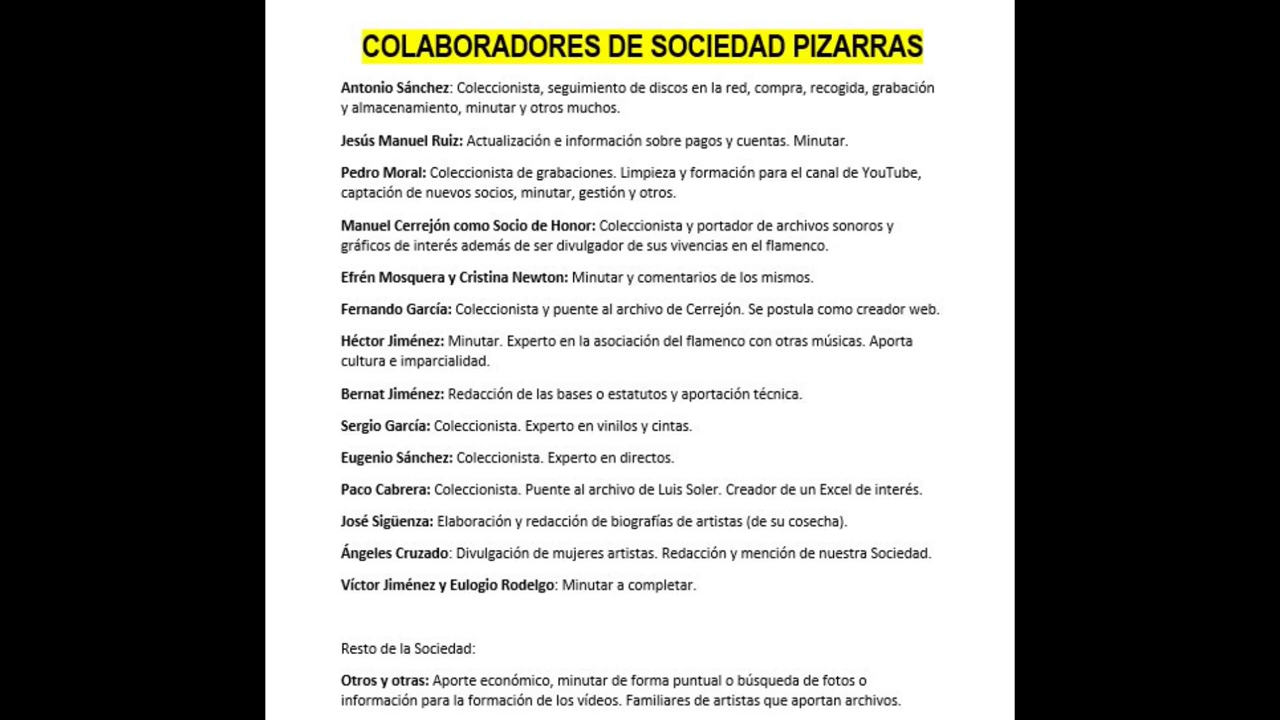 COLABORADORES DE SOCIEDAD PIZARRAS
Antonio Sánchez: Coleccionista, seguimiento de discos en la red, compra, recogida, grabación
y almacenamiento, minutar y otros muchos.
Jesús Manuel Ruiz: Actualización e información sobre pagos y cuentas. Minutar.
Pedro Moral: Coleccionista de grabaciones. Limpieza y formación para el canal de YouTube,
captación de nuevos socios, minutar, gestión y otros.
Manuel Cerrejón como Socio de Honor: Coleccionista y portador de archivos sonoros y
gráficos de interés además de ser divulgador de sus vivencias en el flamenco.
Efrén Mosquera y Cristina Newton: Minutar y comentarios de los mismos.
Fernando García: Coleccionista y puente al archivo de Cerrejón. Se postula como creador web.
Héctor Jiménez: Minutar. Experto en la asociación del flamenco con otras músicas. Aporta
cultura e imparcialidad.
Bernat Jiménez: Redacción de las bases o estatutos y aportación técnica.
Sergio García: Coleccionista. Experto en vinilos y cintas.
Eugenio Sánchez: Coleccionista. Experto en directos.
Paco Cabrera: Coleccionista. Puente al archivo de Luis Soler. Creador de un Excel de interés.
José Sigüenza: Elaboración y redacción de biografías de artistas (de su cosecha).
Ángeles Cruzado: Divulgación de mujeres artistas. Redacción y mención de nuestra Sociedad.
Víctor Jiménez y Eulogio Rodelgo: Minutar a completar.
Resto de la Sociedad:
Otros y otras: Aporte económico, minutar de forma puntual o búsqueda de fotos o
información para la formación de los vídeos. Familiares de artistas que aportan archivos.